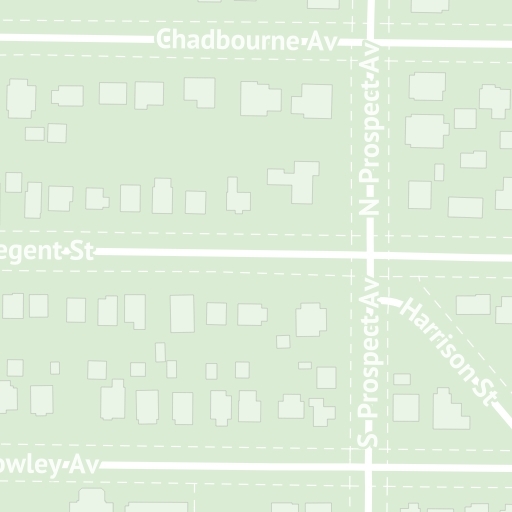 Chadbourne Av
N Prospect Av
egent St
S Prospect Av
Harrison St
owley Av